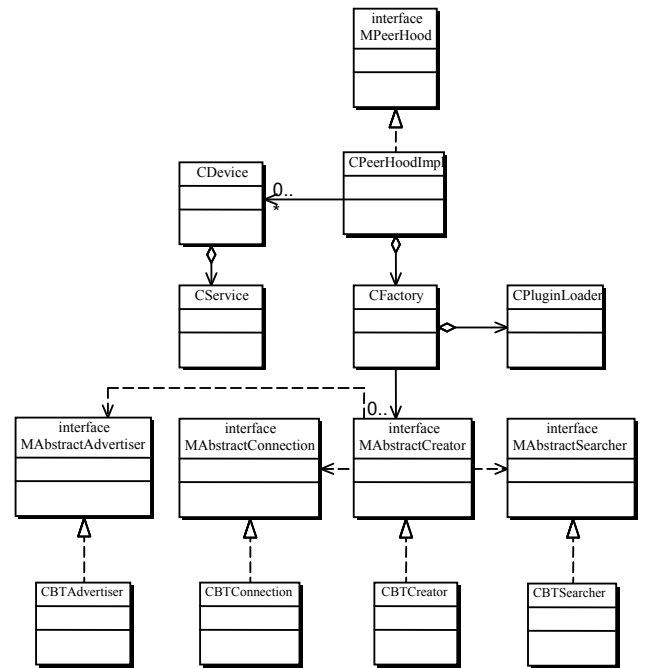 interface
MPeerHood
CDevice
CPeerHoodImpl
0..
*
CService
CFactory
CPluginLoader
0..
interface
MAbstractAdvertiser
interface
MAbstractConnection
interface
MAbstractCreator
interface
MAbstractSearcher
CBTAdvertiser
CBTConnection
CBTCreator
CBTSearcher